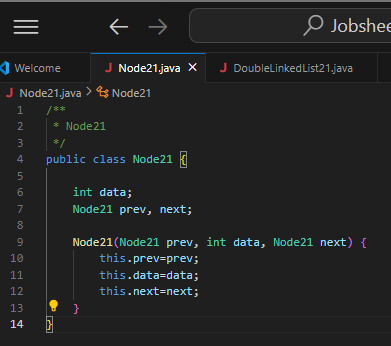 Jobshee
Welcome
J Node21.java ×
J DoubleLinkedList21.java
J Node21.java > Node21
1 /**
2 * Node21
3 */
4 public class Node21 {
5
6 int data;
7 Node21 prev, next;
8
9 Node21(Node21 prev, int data, Node21 next) {
10 this.prev=prev;
11 this.data=data;
12 this.next=next;
13 }
14 }